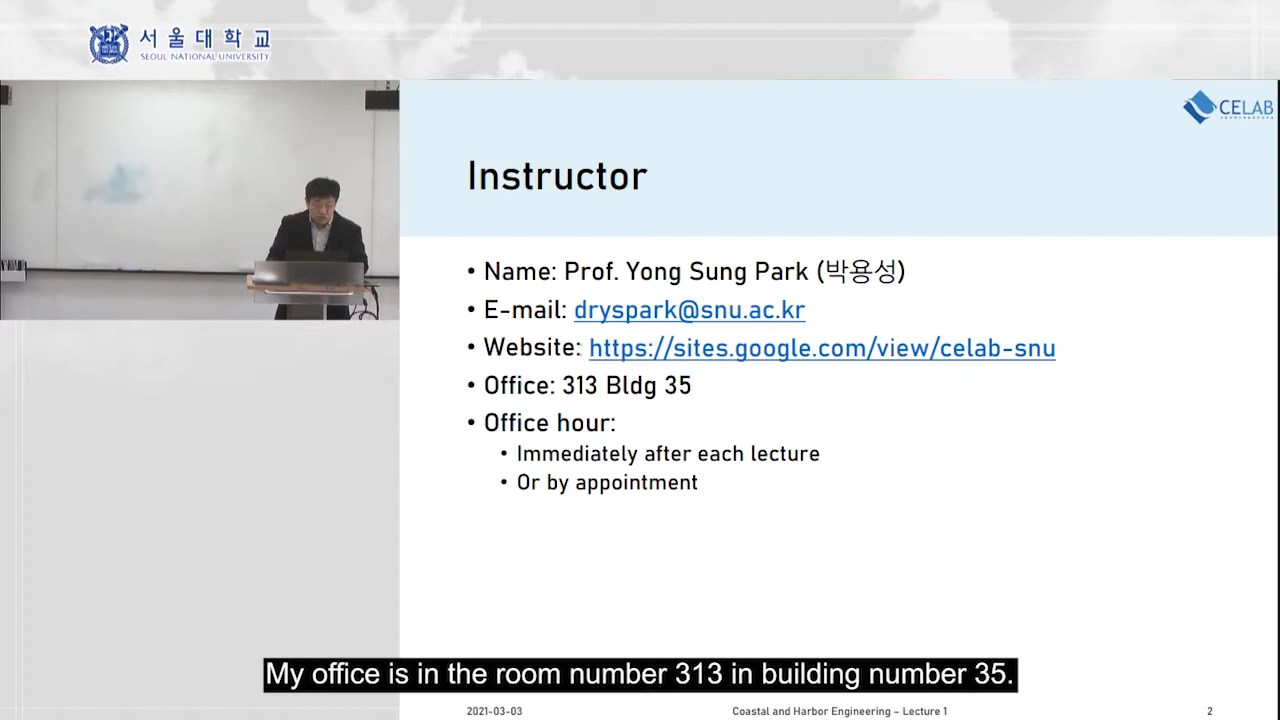 서울대학교
SEOUL NATIONAL UNIVERSITY
CELAB
Instructor
• Name: Prof. Yong Sung Park (박용성)
• E-mail: dryspark@snu.ac.kr
• Website: https://sites.google.com/view/celab-snu
• Office: 313 Bldg 35
• Office hour:
• Immediately after each lecture
• Or by appointment
My office is in the room number 313 in building number 35.
2021-03-03
Coastal and Harbor Engineering – Lecture 1
2